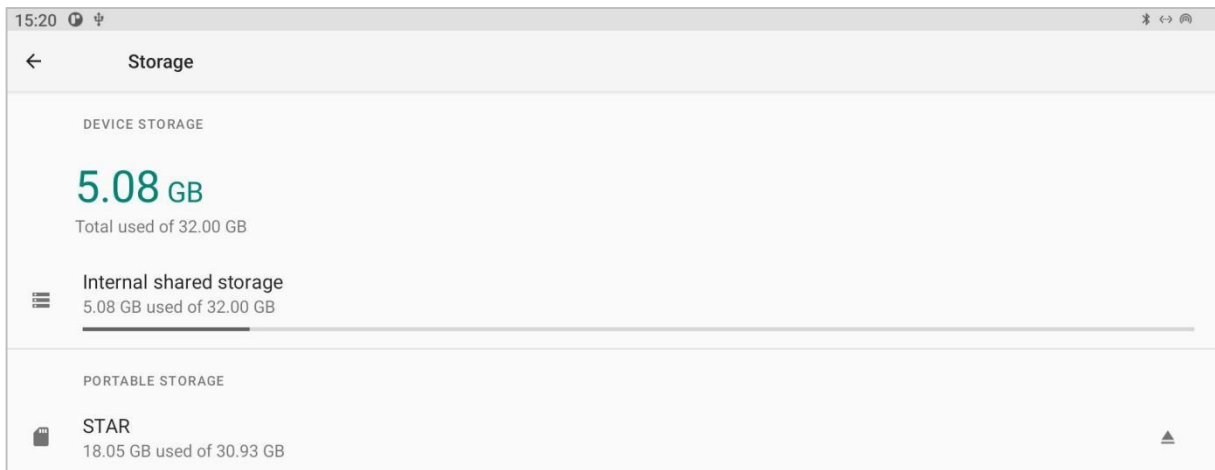 15:20
Storage
DEVICE STORAGE
5.08 GB
Total used of 32.00 GB
Internal shared storage
5.08 GB used of 32.00 GB
PORTABLE STORAGE
STAR
18.05 GB used of 30.93 GB